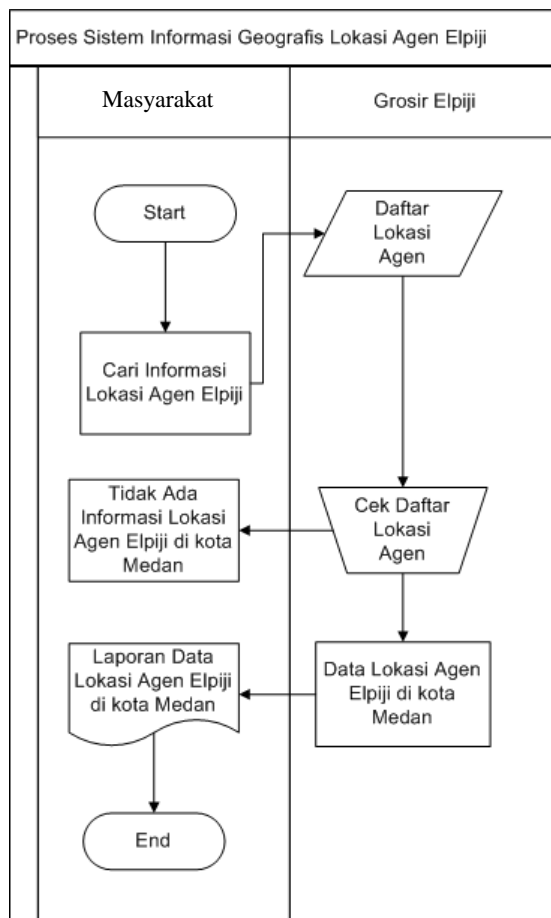 Proses Sistem Informasi Geografis Lokasi Agen Elpiji
Masyarakat
Grosir Elpiji
Start
Daftar
Lokasi
Agen
Cari Informasi
Lokasi Agen Elpiji
Cek Daftar
Lokasi
Agen
Tidak Ada
Informasi Lokasi
Agen Elpiji di kota
Medan
Data Lokasi Agen
Elpiji di kota
Medan
Laporan Data
Lokasi Agen Elpiji
di kota Medan
End